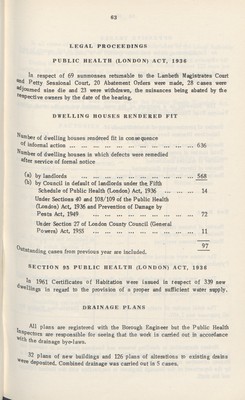 63
LEGAL PROCEEDINGS
PUBLIC HEALTH (LONDON) ACT, 1936
In respect of 69 summonses returnable to the Lambeth Magistrates Court
and Petty Sessional Court, 20 Abatement Orders were made, 28 cases were
adjourned sine die and 23 were withdrawn, the nuisances being abated by the
respective owners by the date of the hearing.
DWELLING HOUSES RENDERED FIT
Number of dwelling houses rendered fit in consequence
of informal action ... ... ... ... ... ... ... ... ... 636
Number of dwelling houses in which defects were remedied
after service of formal notice
(a) by landlords ... ... ... ... ... ... ... ... ... 568
(b) by Council in default of landlords under the Fifth
Schedule of Public Health (London) Act, 1936 ... ... ... 14
Under Sections 40 and 108/109 of the Public Health
(London) Act, 1936 and Prevention of Damage by
Pests Act, 1949 ... ... ... ... ... ... ... ... 72
Under Section 27 of London County Council (General
Powers) Act, 1955 ... ... ... ... ... ... ... ... 11
97
Outstanding cases from previous year are included.
SECTION 95 PUBLIC HEALTH (LONDON) ACT, 1936
In 1961 Certificates of Habitation were issued in respect of 339 new
dwellings in regard to the provision of a proper and sufficient water supply.
DRAINAGE PLANS
All plans are registered with the Borough Engineer but the Public Health
Inspectors are responsible for seeing that the work is carried out in accordance
with the drainage bye-laws.
32 plans of new buildings and 126 plans of alterations to existing drains
were deposited. Combined drainage was carried out in 5 cases.